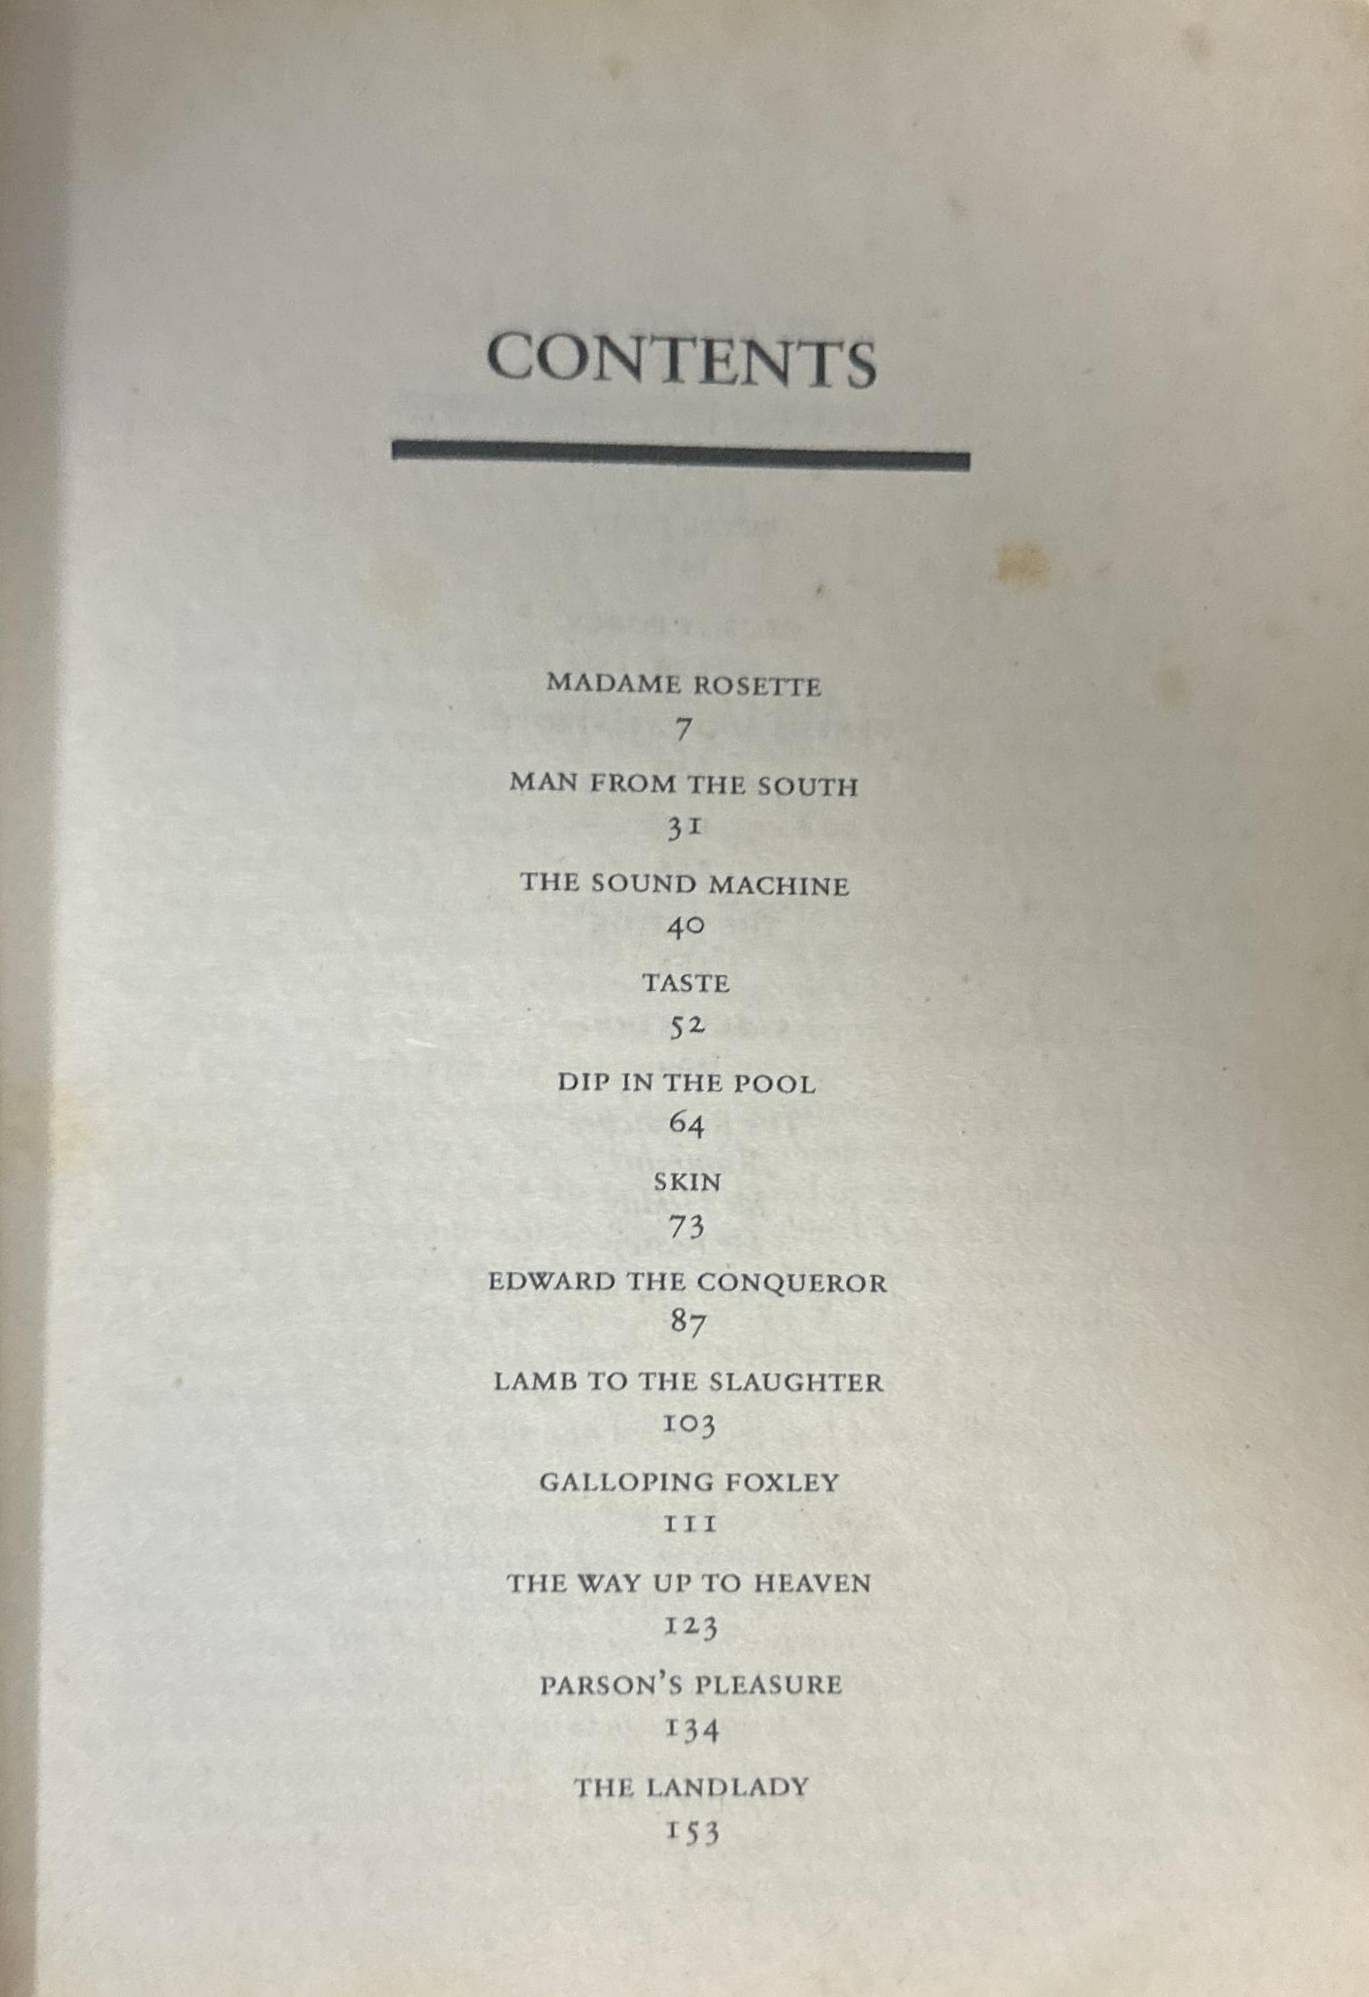 CONTENTS
MADAME ROSETTE
7
MAN FROM THE SOUTH
31
THE SOUND MACHINE
40
TASTE
52
DIP IN THE POOL
64
SKIN
73
EDWARD THE CONQUEROR
87
LAMB TO THE SLAUGHTER
103
GALLOPING FOXLEY
111
THE WAY UP TO HEAVEN
123
PARSON'S PLEASURE
134
THE LANDLADY
153